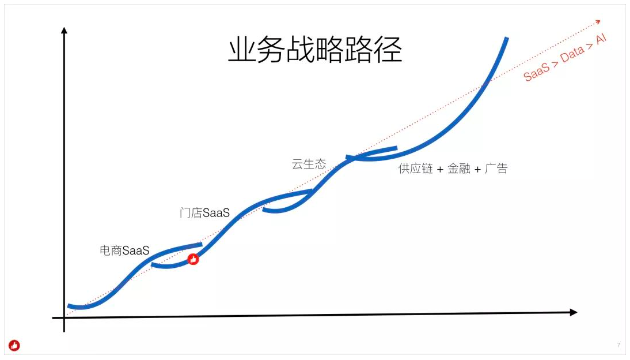 业务战略路径
SaaS > Data > AI
云生态
供应链 + 金融 + 广告
门店SaaS
电商SaaS